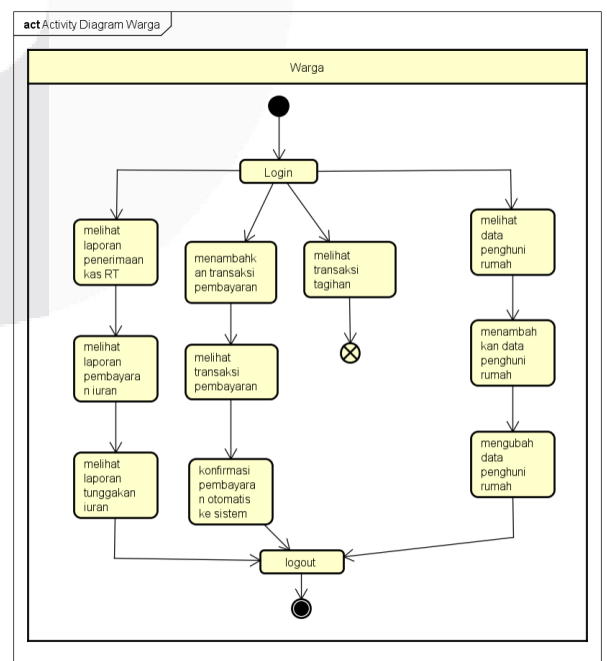 act Activity Diagram Warga
Warga
Login
melihat
laporan
penerimaan
kas RT
menambahk
an transaksi
pembayaran
melihat
transaksi
tagihan
melihat
data
penghuni
rumah
melihat
laporan
pembayara
n iuran
melihat
transaksi
pembayaran
menambah
kan data
penghuni
rumah
melihat
laporan
tunggakan
iuran
konfirmasi
pembayara
n otomatis
ke sistem
mengubah
data
penghuni
rumah
logout